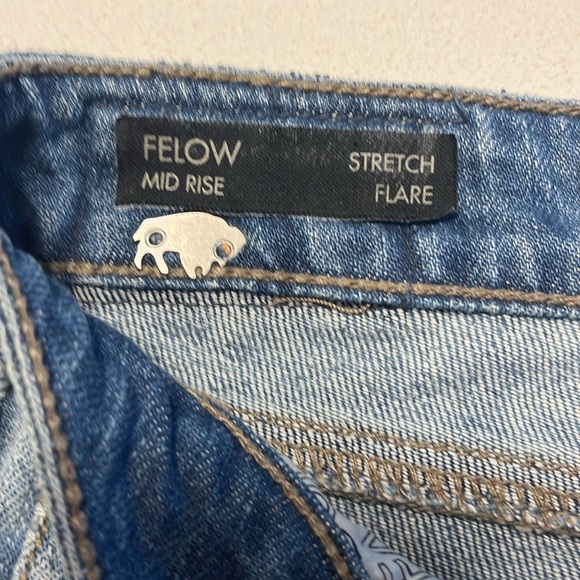 FELOW
MID RISE
STRETCH
FLARE